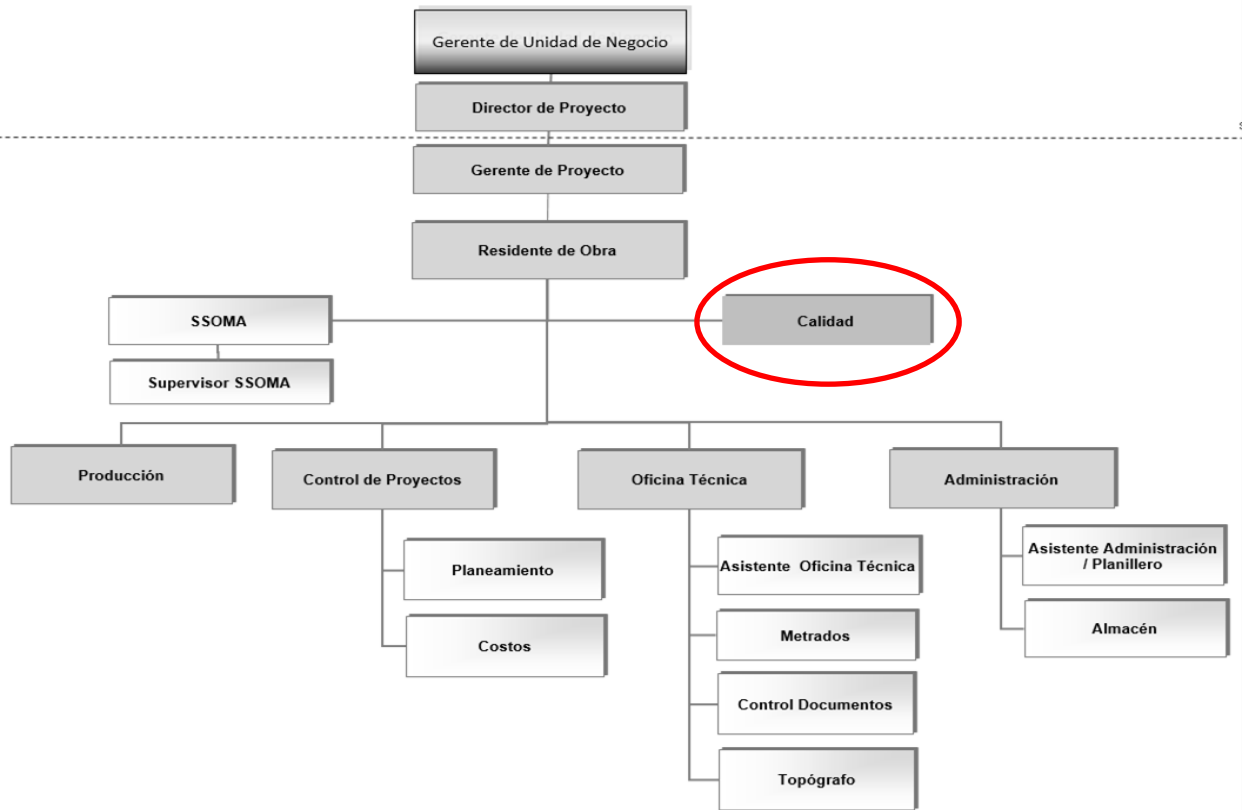 Gerente de Unidad de Negocio
Director de Proyecto
Gerente de Proyecto
Residente de Obra
SSOMA
Calidad
Supervisor SSOMA
Producción
Control de Proyectos
Oficina Técnica
Administración
Planeamiento
Costos
Asistente Oficina Técnica
Metrados
Control Documentos
Topógrafo
Asistente Administración
/ Planillero
Almacén